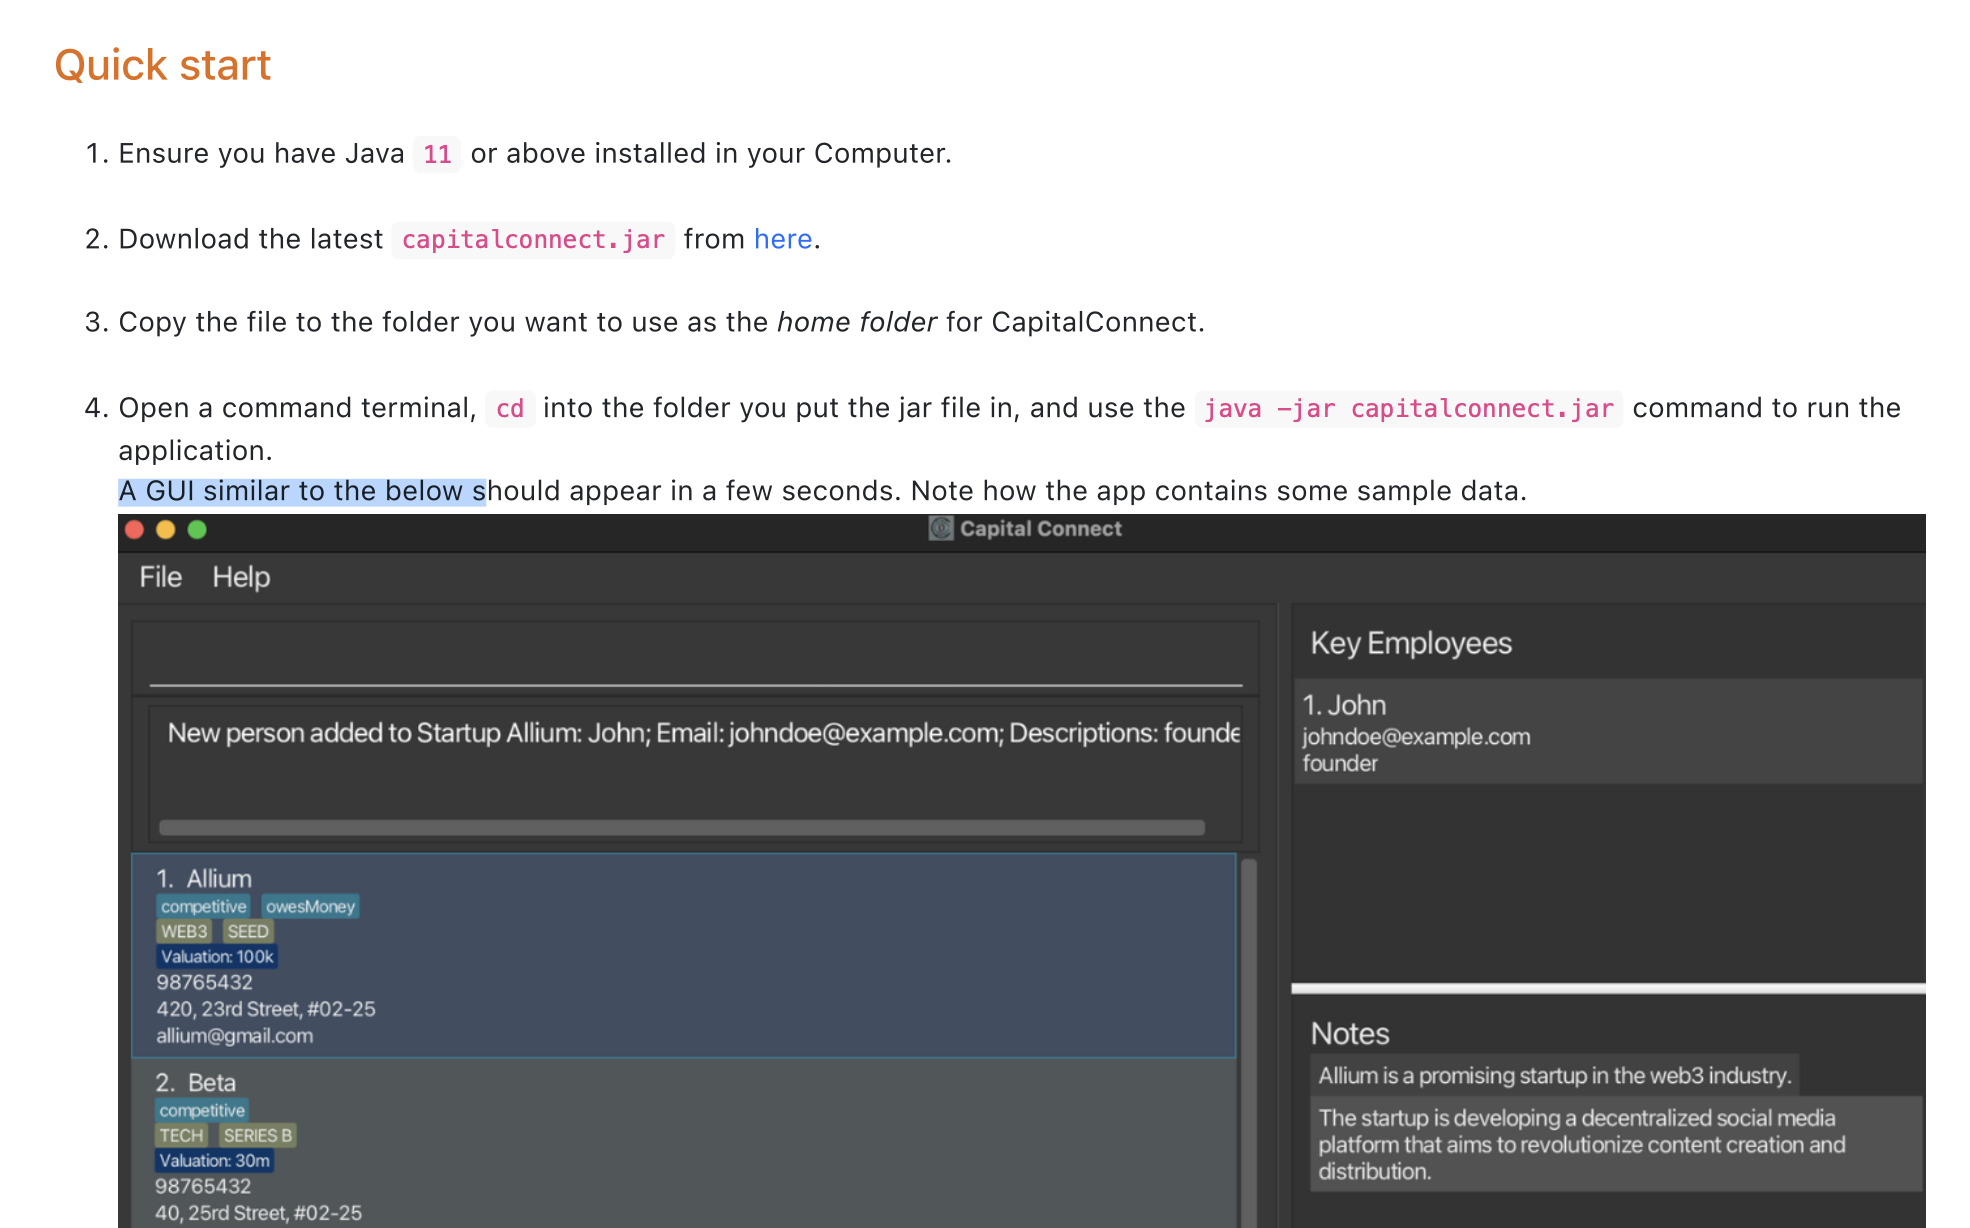 Quick start
1. Ensure you have Java 11 or above installed in your Computer.
2. Download the latest capitalconnect.jar from here.
3. Copy the file to the folder you want to use as the home folder for CapitalConnect.
4. Open a command terminal, cd into the folder you put the jar file in, and use the java -jar capitalconnect.jar command to run the
application.
A GUI similar to the below should appear in a few seconds. Note how the app contains some sample data.
Capital Connect
File Help
New person added to Startup Allium: John; Email: johndoe@example.com; Descriptions: founde
1. Allium
competitive owesMoney
WEB3 SEED
Valuation: 100k
98765432
420, 23rd Street, #02-25
allium@gmail.com
2. Beta
competitive
TECH SERIES B
Valuation: 30m
98765432
40, 25rd Street, #02-25
Key Employees
1. John
johndoe@example.com
founder
Notes
Allium is a promising startup in the web3 industry.
The startup is developing a decentralized social media
platform that aims to revolutionize content creation and
distribution.